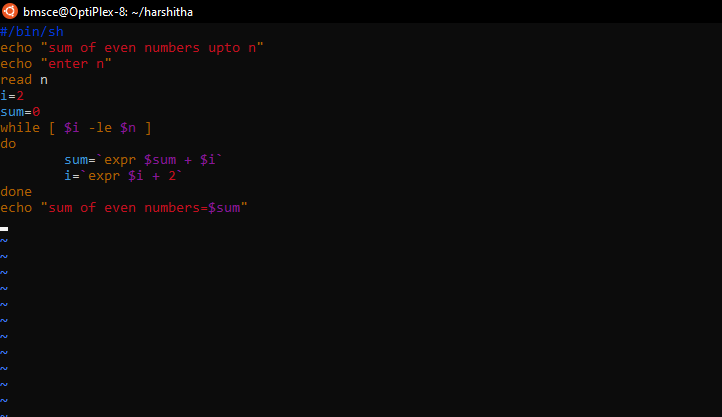 bmsce@OptiPlex-8: ~/harshitha
#/bin/sh
echo "sum of even numbers upto n"
echo "enter n"
read n
i=2
sum=0
while [ $i -le $n ]
do
        sum=`expr $sum + $i`
        i=`expr $i + 2`
done
echo "sum of even numbers=$sum"
~
~
~
~
~
~
~
~
~
~
~
~